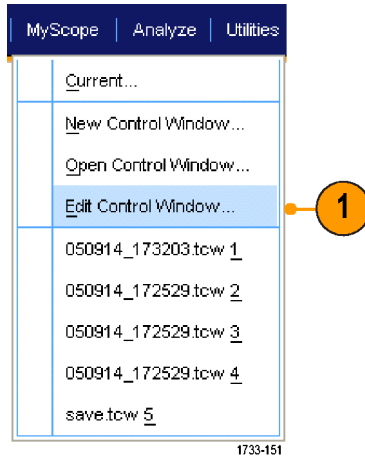 MyScope | Analyze | Utilities
Current...
New Control Window...
Open Control Window...
Edit Control Window...
1
050914_173203.tcw 1
050914_172529.tcw 2
050914_172529.tcw 3
050914_172529.tcw 4
save.tcw 5
1733-151